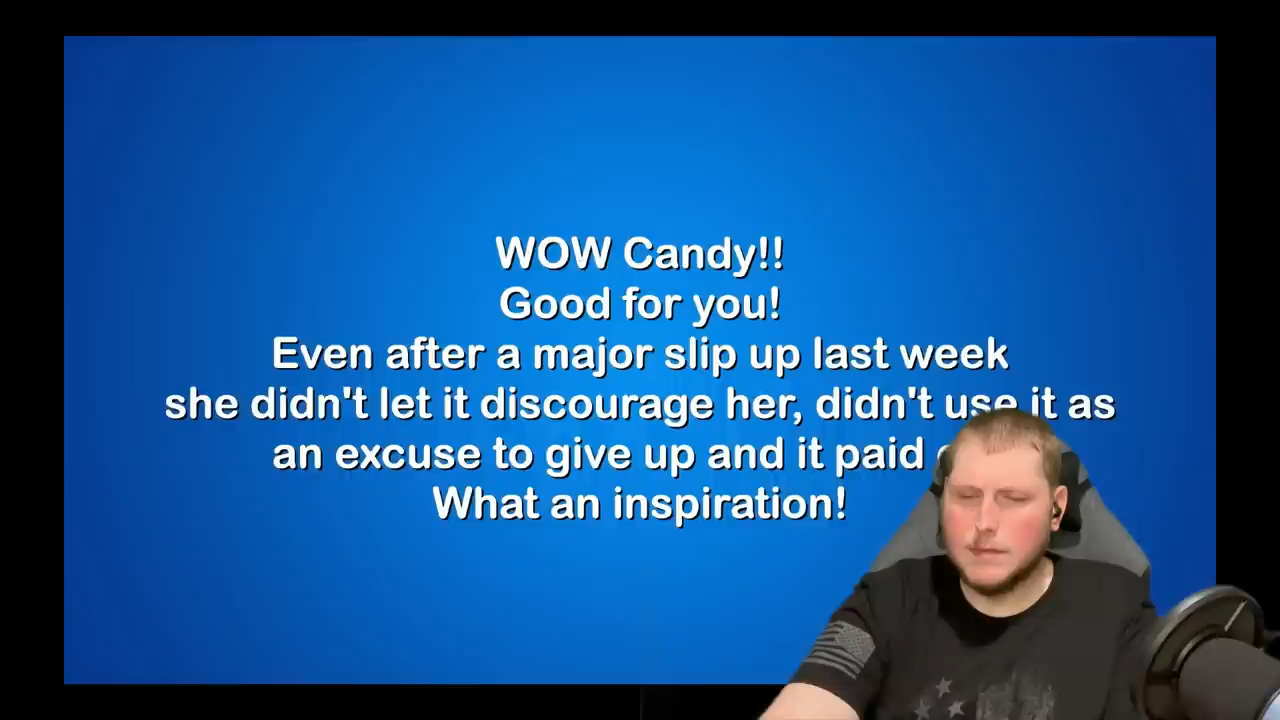 WOW Candy!!
Good for you!
Even after a major slip up last week
she didn't let it discourage her, didn't use it as
an excuse to give up and it paid
What an inspiration!